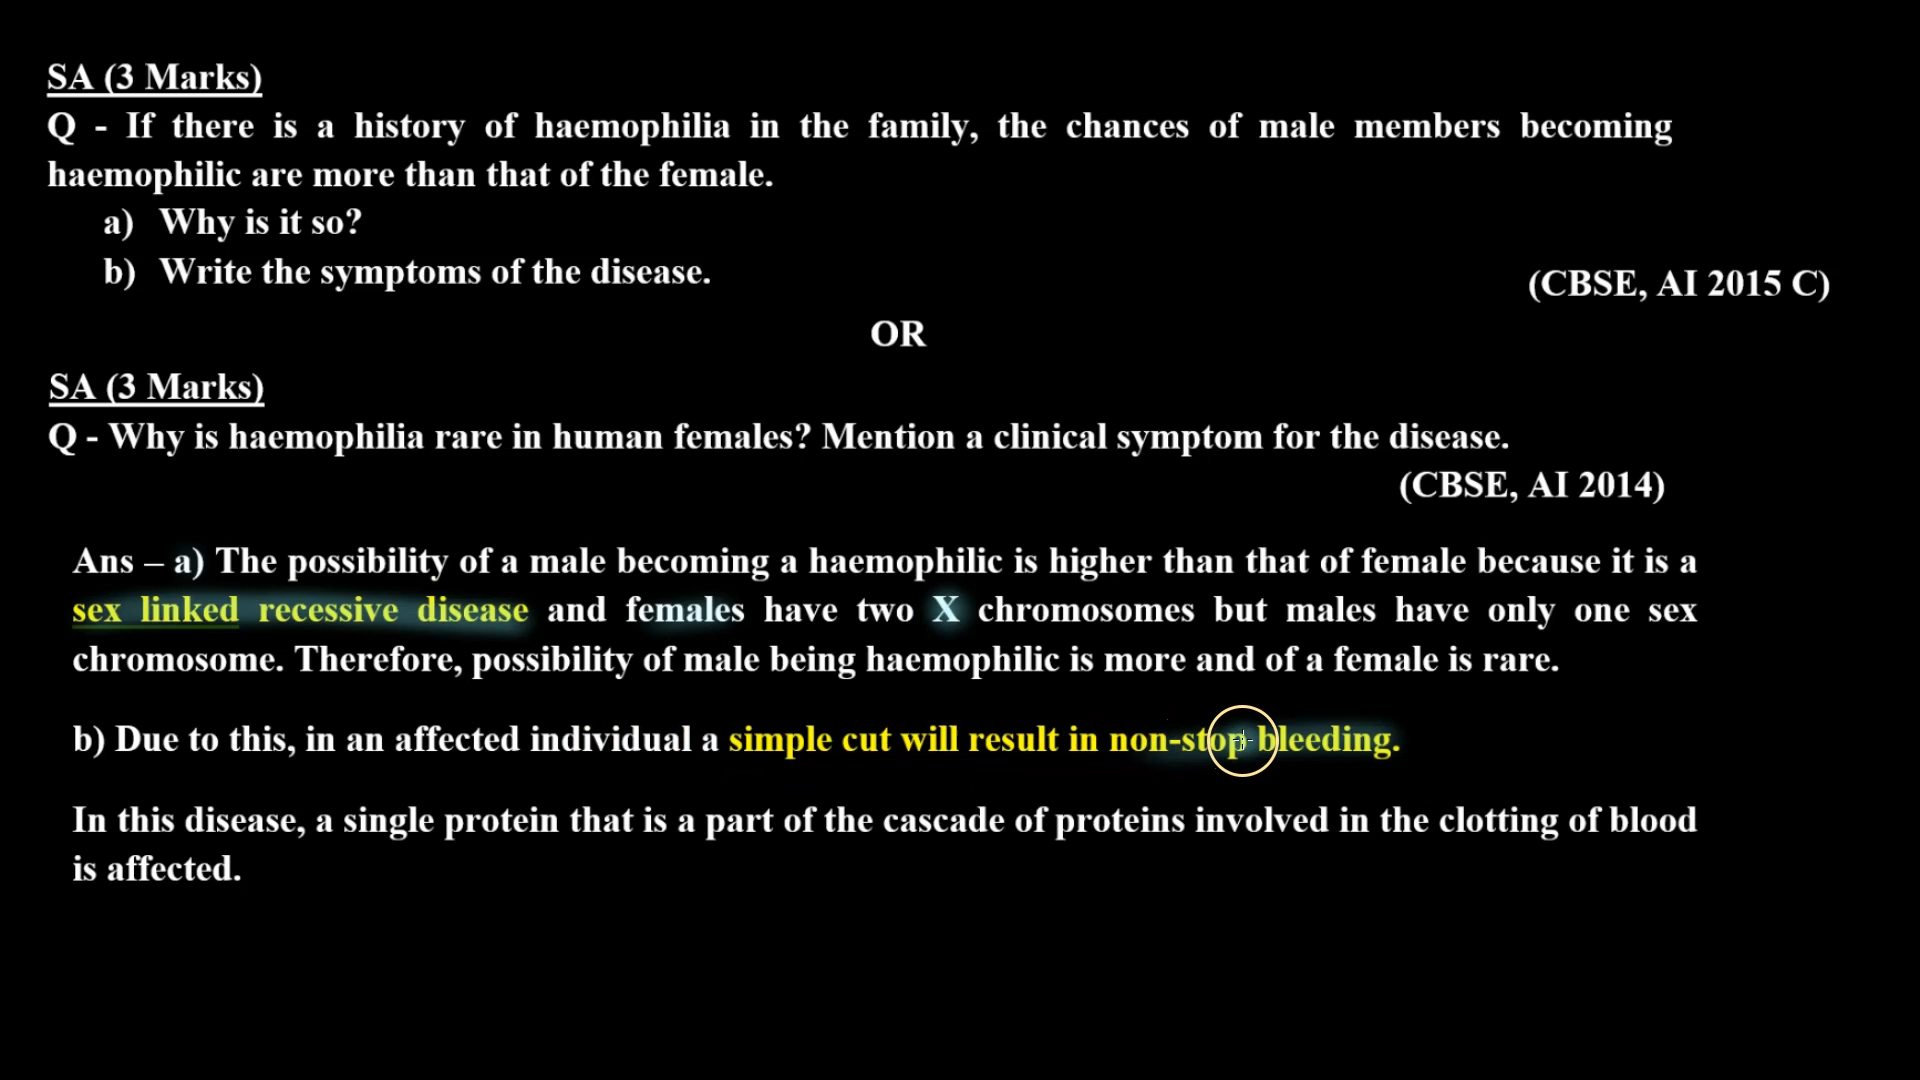 SA (3 Marks)
Q - If there is a history of haemophilia in the family, the chances of male members becoming
haemophilic are more than that of the female.
a) Why is it so?
b) Write the symptoms of the disease.
(CBSE, AI 2015 C)
OR
SA (3 Marks)
Q - Why is haemophilia rare in human females? Mention a clinical symptom for the disease.
(CBSE, AI 2014)
Ans – a) The possibility of a male becoming a haemophilic is higher than that of female because it is a
sex linked recessive disease and females have two X chromosomes but males have only one sex
chromosome. Therefore, possibility of male being haemophilic is more and of a female is rare.
b) Due to this, in an affected individual a simple cut will result in non-stop bleeding.
In this disease, a single protein that is a part of the cascade of proteins involved in the clotting of blood
is affected.